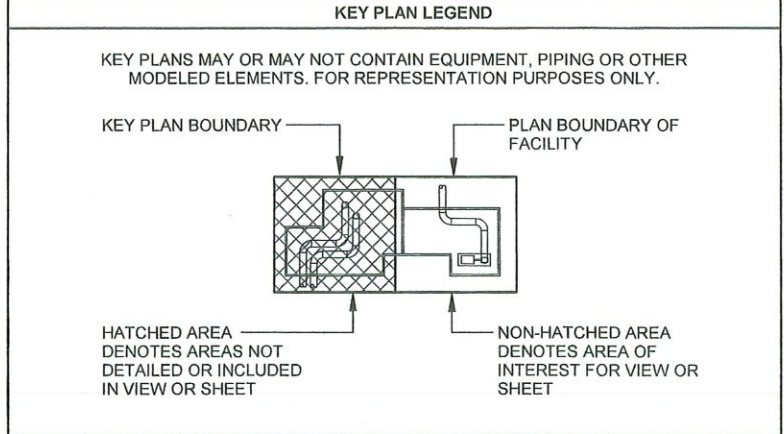 KEY PLAN LEGEND
KEY PLANS MAY OR MAY NOT CONTAIN EQUIPMENT, PIPING OR OTHER
MODELED ELEMENTS. FOR REPRESENTATION PURPOSES ONLY.
KEY PLAN BOUNDARY
PLAN BOUNDARY OF
FACILITY
HATCHED AREA
DENOTES AREAS NOT
DETAILED OR INCLUDED
IN VIEW OR SHEET
NON-HATCHED AREA
DENOTES AREA OF
INTEREST FOR VIEW OR
SHEET